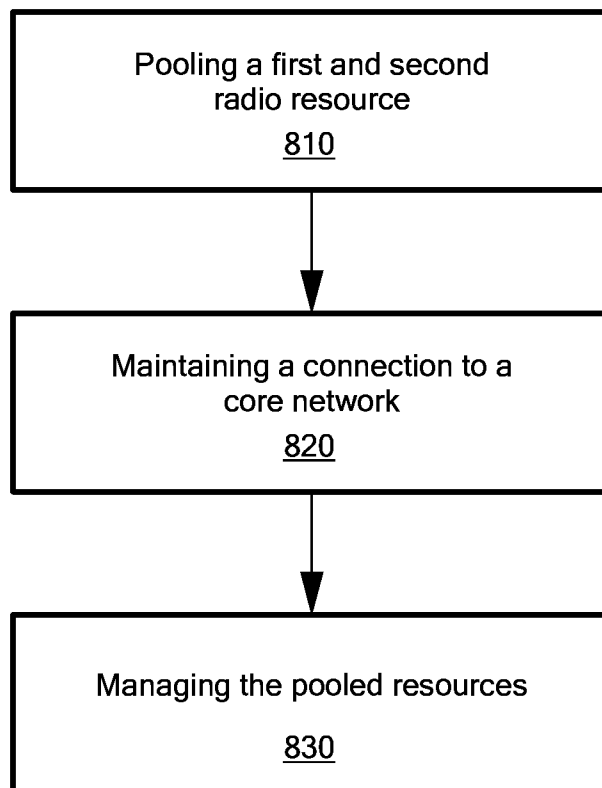 Pooling a first and second
radio resource
810
Maintaining a connection to a
core network
820
Managing the pooled resources
830